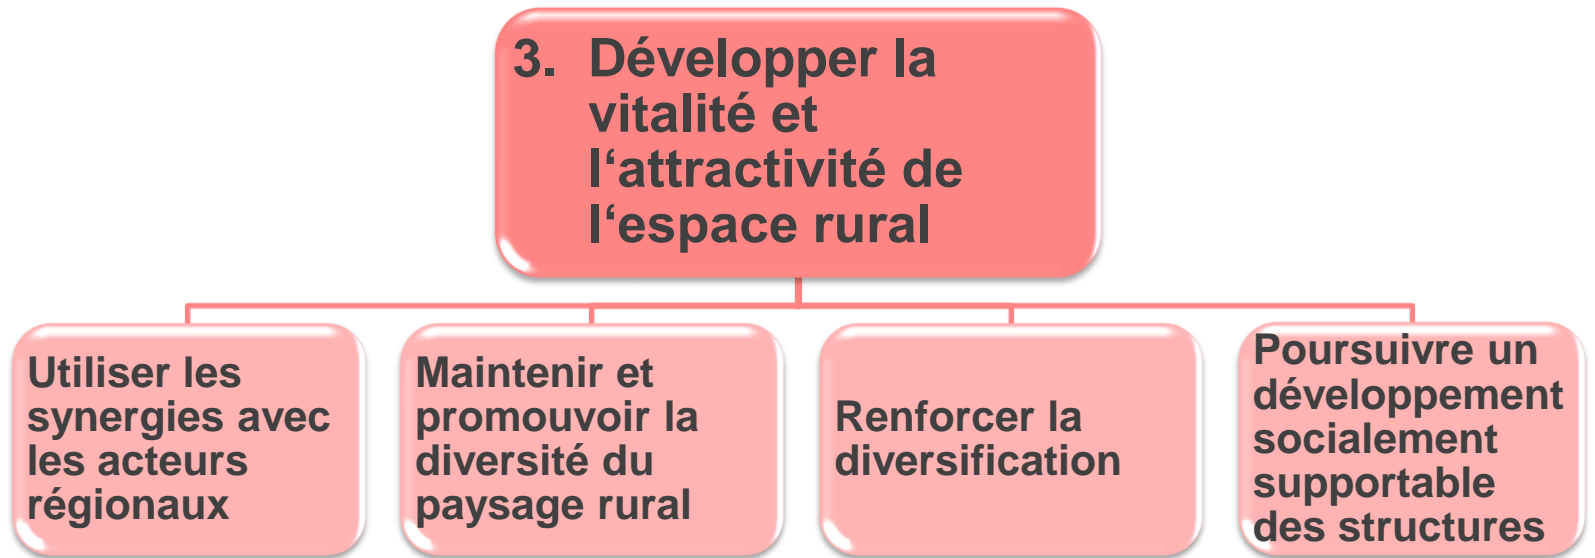 3. Développer la
vitalité et
l‘attractivité de
l‘espace rural
Utiliser les
synergies avec
les acteurs
régionaux
Maintenir et
promouvoir la
diversité du
paysage rural
Renforcer la
diversification
Poursuivre un
développement
socialement
supportable
des structures